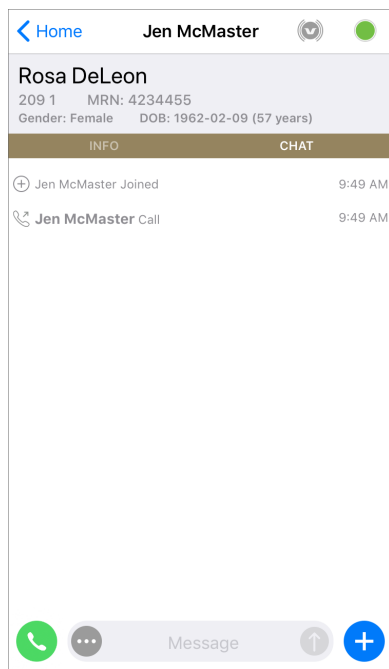 Home Jen McMaster
Rosa DeLeon
209 1 MRN: 4234455
Gender: Female DOB: 1962-02-09 (57 years)
INFO CHAT
Jen McMaster Joined 9:49 AM
Jen McMaster Call 9:49 AM
Message